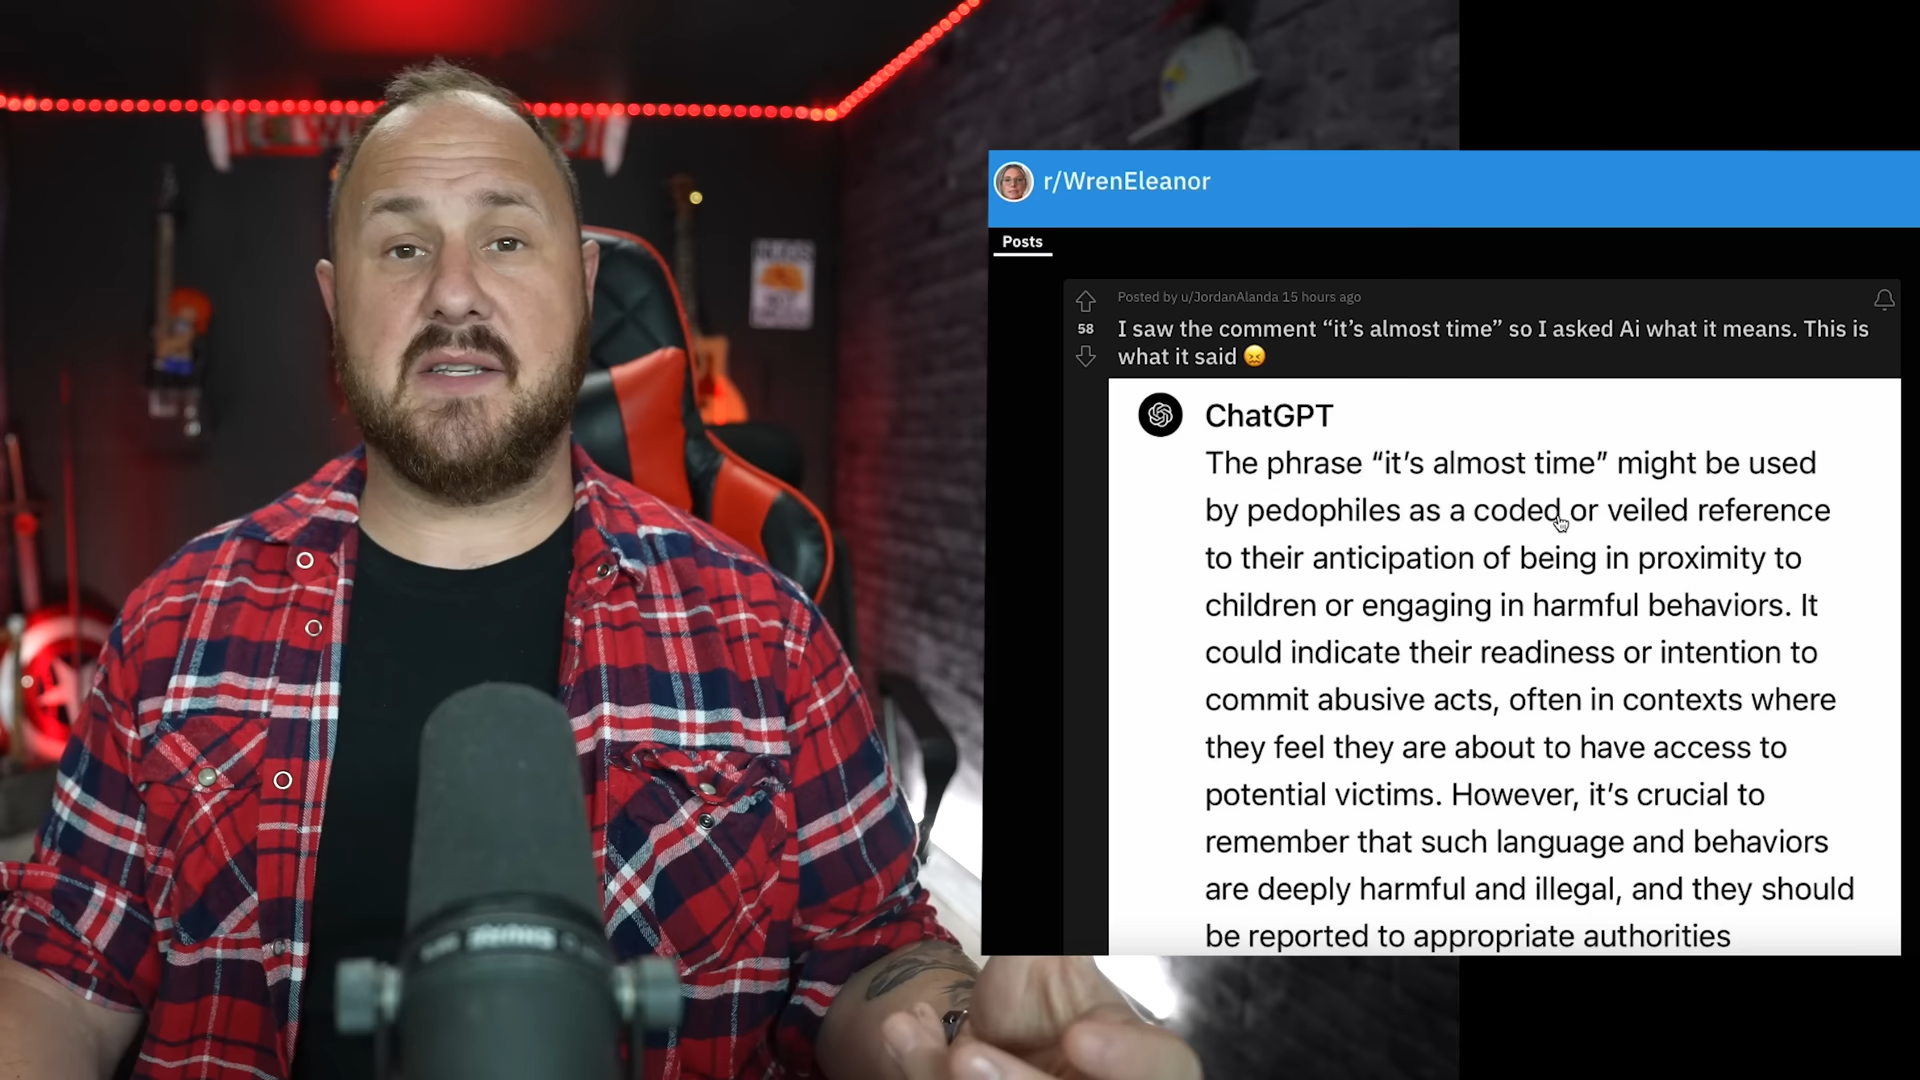 r/WrenEleanor
Posts
Posted by u/JordanAlanda 15 hours ago
58
I saw the comment “it’s almost time” so I asked Ai what it means. This is
what it said 😖
ChatGPT
The phrase “it’s almost time” might be used
by pedophiles as a coded or veiled reference
to their anticipation of being in proximity to
children or engaging in harmful behaviors. It
could indicate their readiness or intention to
commit abusive acts, often in contexts where
they feel they are about to have access to
potential victims. However, it’s crucial to
remember that such language and behaviors
are deeply harmful and illegal, and they should
be reported to appropriate authorities